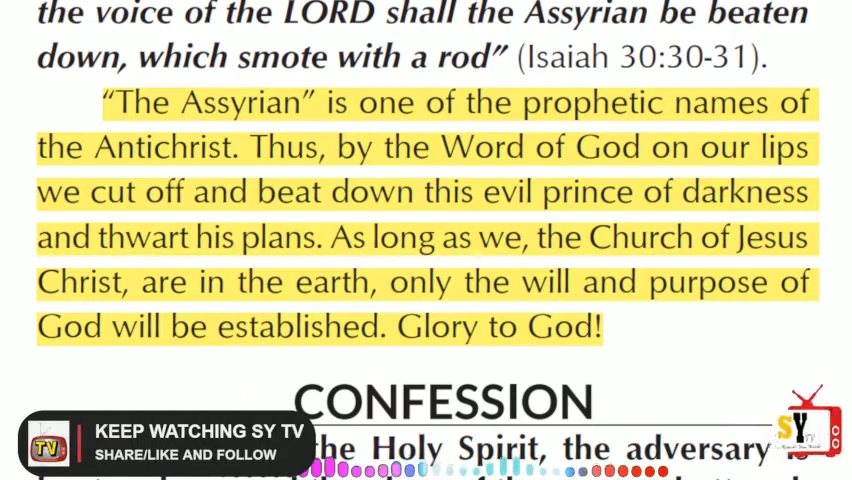 the voice of the LORD shall the Assyrian be beaten
down, which smote with a rod” (Isaiah 30:30-31).
“The Assyrian” is one of the prophetic names of
the Antichrist. Thus, by the Word of God on our lips
we cut off and beat down this evil prince of darkness
and thwart his plans. As long as we, the Church of Jesus
Christ, are in the earth, only the will and purpose of
God will be established. Glory to God!
CONFESSION
the Holy Spirit, the adversary is
TV
KEEP WATCHING SY TV
SHARE/LIKE AND FOLLOW
SY
TV